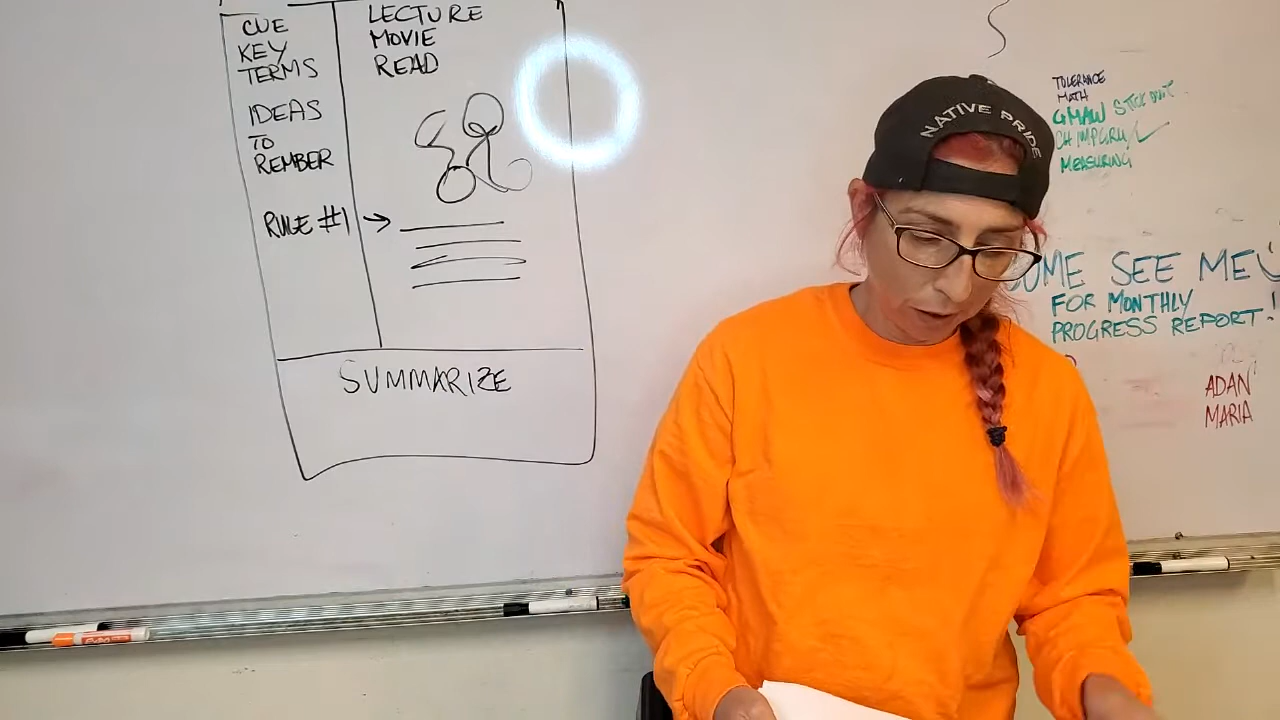 CUE
KEY
TERMS
IDEAS
TO
REMBER
RULE #1
LECTURE
MOVIE
READ
SUMMARIZE
NATIVE PRIDE
TOLERANCE
MATH
GMAW
MEASURING
SEE ME
FOR MONTHLY
PROGRESS REPORT!
ADAN
MARIA